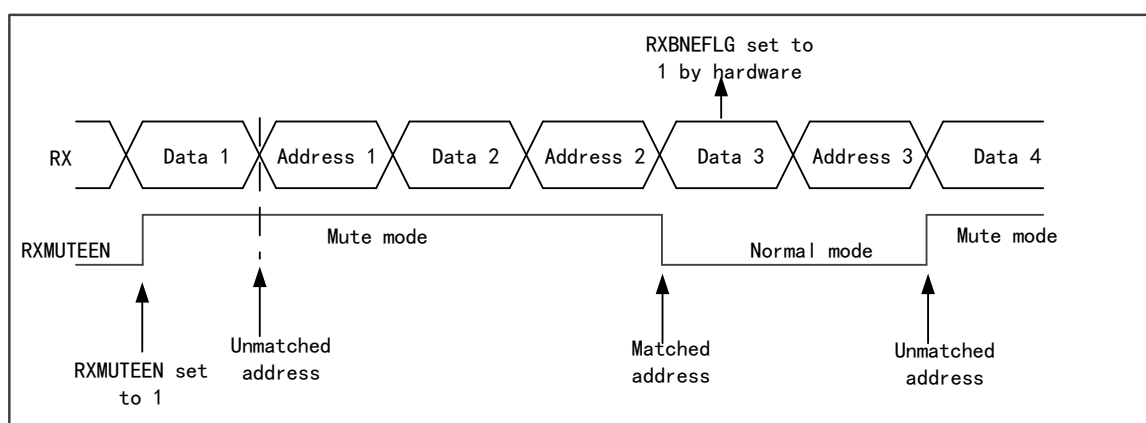 RXBNEFLG set to
1 by hardware
RX
Data 1
Address 1
Data 2
Address 2
Data 3
Address 3
Data 4
RXMUTEEN
Mute mode
Normal mode
Mute mode
RXMUTEEN set
to 1
Unmatched
address
Matched
address
Unmatched
address